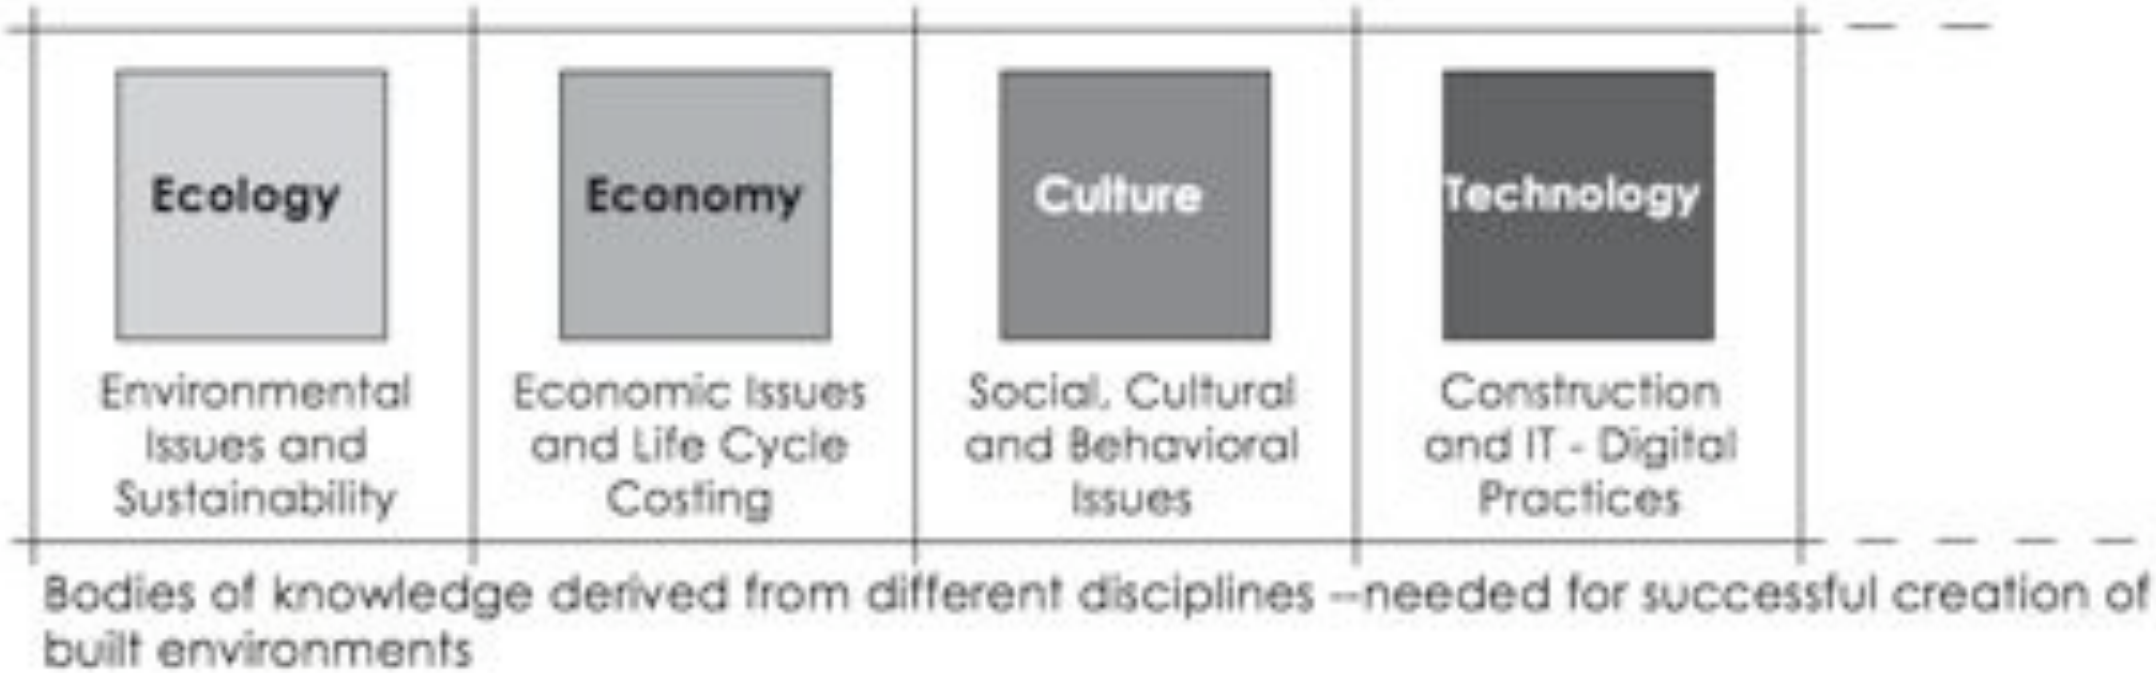 Ecology
Economy
Culture
Technology
Environmental
Issues and
Sustainability
Economic Issues
and Life Cycle
Costing
Social, Cultural
and Behavioral
Issues
Construction
and IT - Digital
Practices
Bodies of knowledge derived from different disciplines –needed for successful creation of
built environments